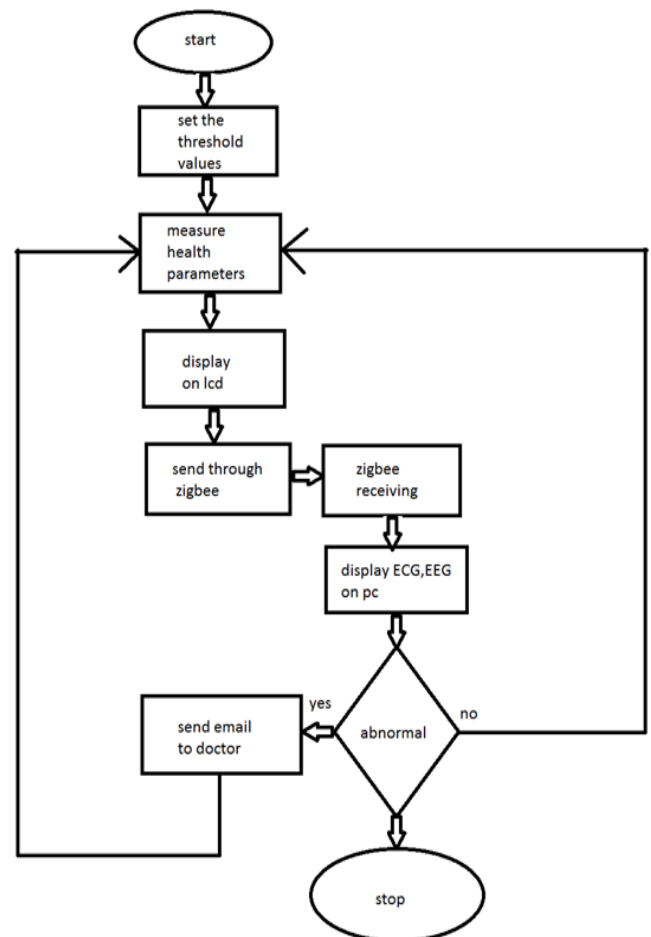 start
set the
threshold
values
measure
health
parameters
display
on lcd
send through
zigbee
zigbee
receiving
display ECG,EEG
on pc
abnormal
yes
no
send email
to doctor
stop